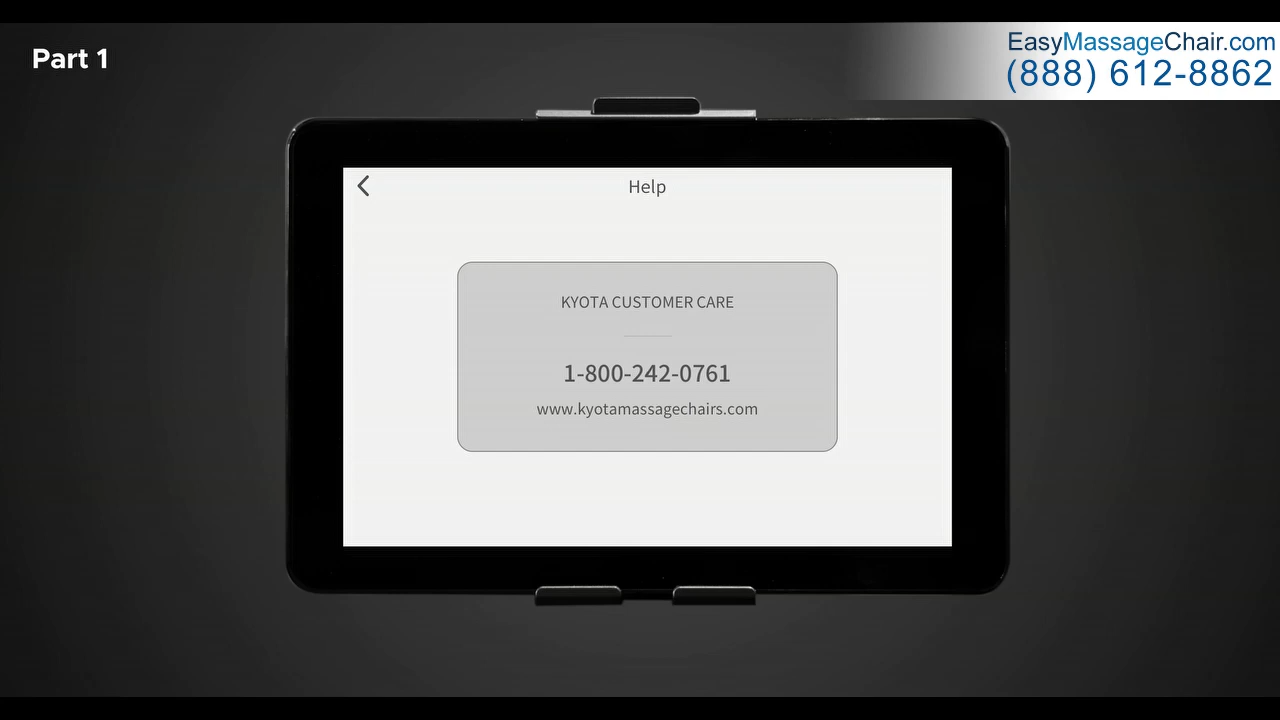 Part 1
EasyMassageChair.com
(888) 612-8862
Help
KYOTA CUSTOMER CARE
1-800-242-0761
www.kyotamassagechairs.com